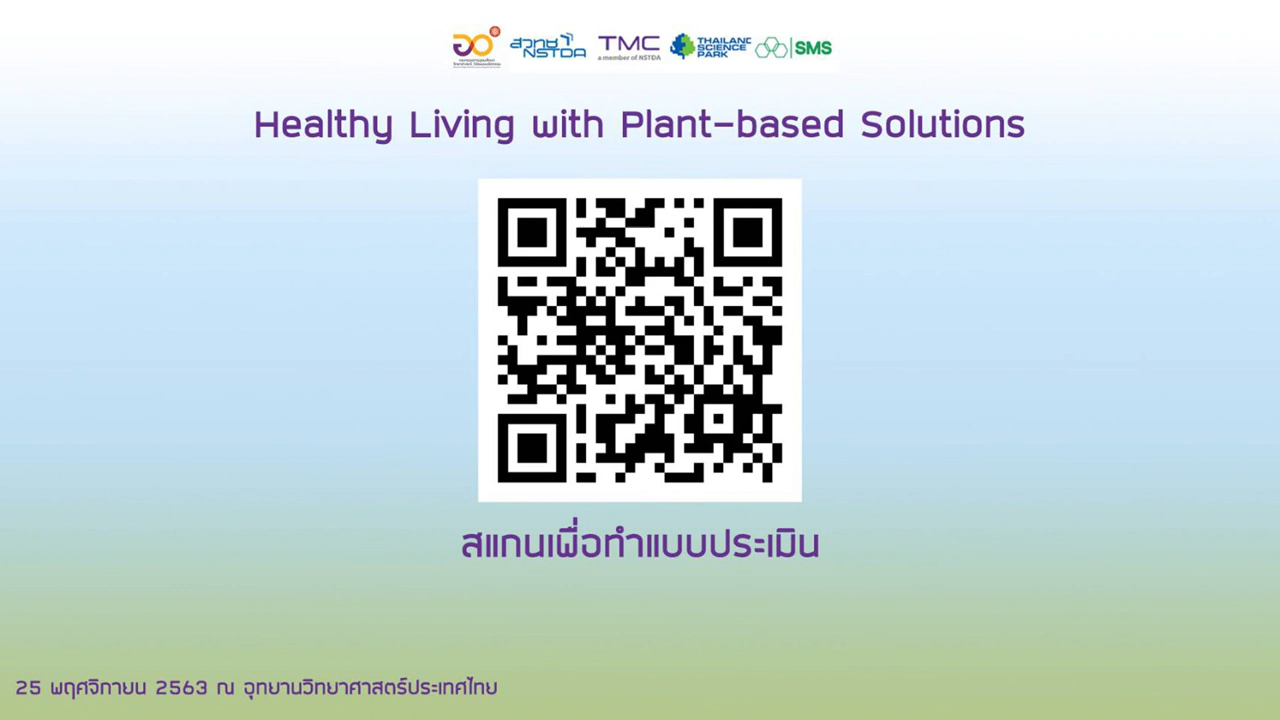 สวทช
NSTDA
TMC
a member of NSTDA
THAILAND
SCIENCE
PARK
SMS
Healthy Living with Plant-based Solutions
สแกนเพื่อทำแบบประเมิน
25 พฤศจิกายน 2563 ณ อุทยานวิทยาศาสตร์ประเทศไทย